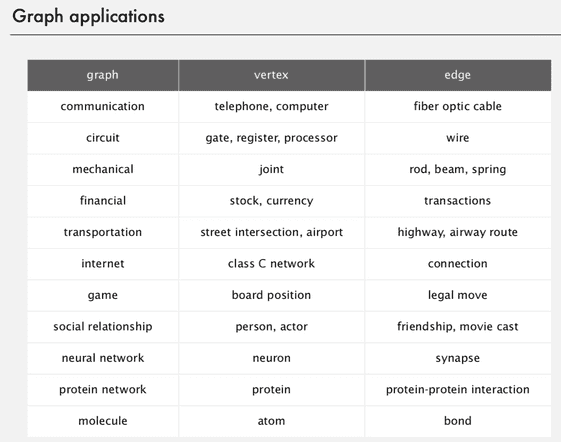 Graph applications
graph vertex edge
communication telephone, computer fiber optic cable
circuit gate, register, processor wire
mechanical joint rod, beam, spring
financial stock, currency transactions
transportation street intersection, airport highway, airway route
internet class C network connection
game board position legal move
social relationship person, actor friendship, movie cast
neural network neuron synapse
protein network protein protein-protein interaction
molecule atom bond